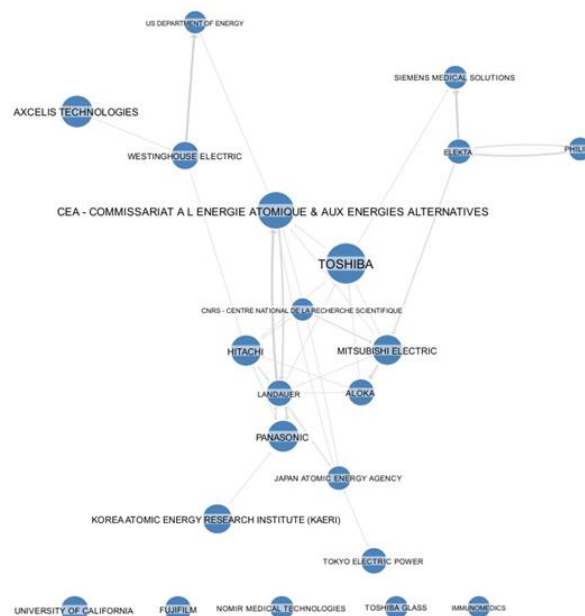 US DEPARTMENT OF ENERGY
SIEMENS MEDICAL SOLUTIONS
AXCELIS TECHNOLOGIES
WESTINGHOUSE ELECTRIC
ELEKTA
PHILI
CEA - COMMISSARIAT A L ENERGIE ATOMIQUE & AUX ENERGIES ALTERNATIVES
TOSHIBA
CNRS - CENTRE NATIONAL DE LA RECHERCHE SCIENTIFIQUE
HITACHI
MITSUBISHI ELECTRIC
LANDAUER
ALOKA
PANASONIC
JAPAN ATOMIC ENERGY AGENCY
KOREA ATOMIC ENERGY RESEARCH INSTITUTE (KAERI)
TOKYO ELECTRIC POWER
UNIVERSITY OF CALIFORNIA
FUJIFILM
NOMIR MEDICAL TECHNOLOGIES
TOSHIBA GLASS
IMMUNOMEDICS